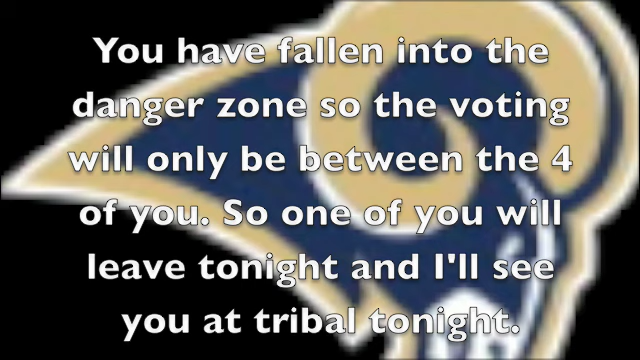 You have fallen into the
danger zone so the voting
will only be between the 4
of you. So one of you will
leave tonight and I'll see
you at tribal tonight.